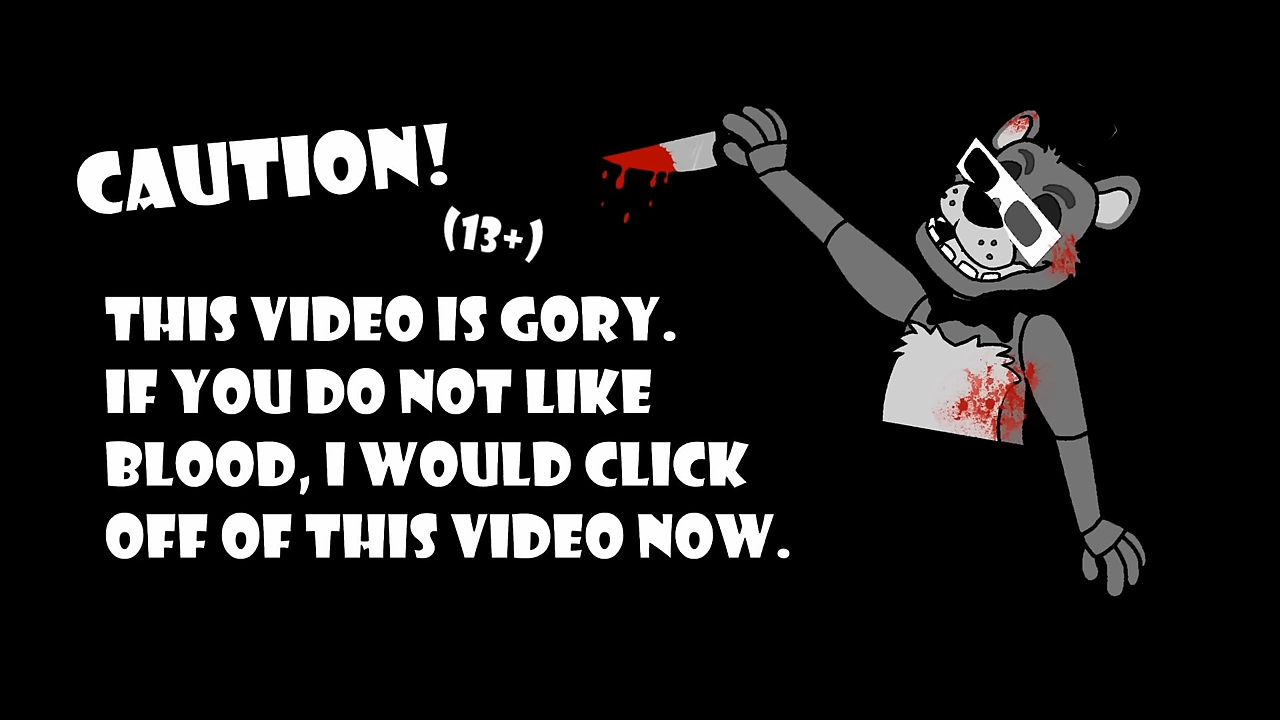 CAUTION!
(13+)
THIS VIDEO IS GORY.
IF YOU DO NOT LIKE
BLOOD, I WOULD CLICK
OFF OF THIS VIDEO NOW.